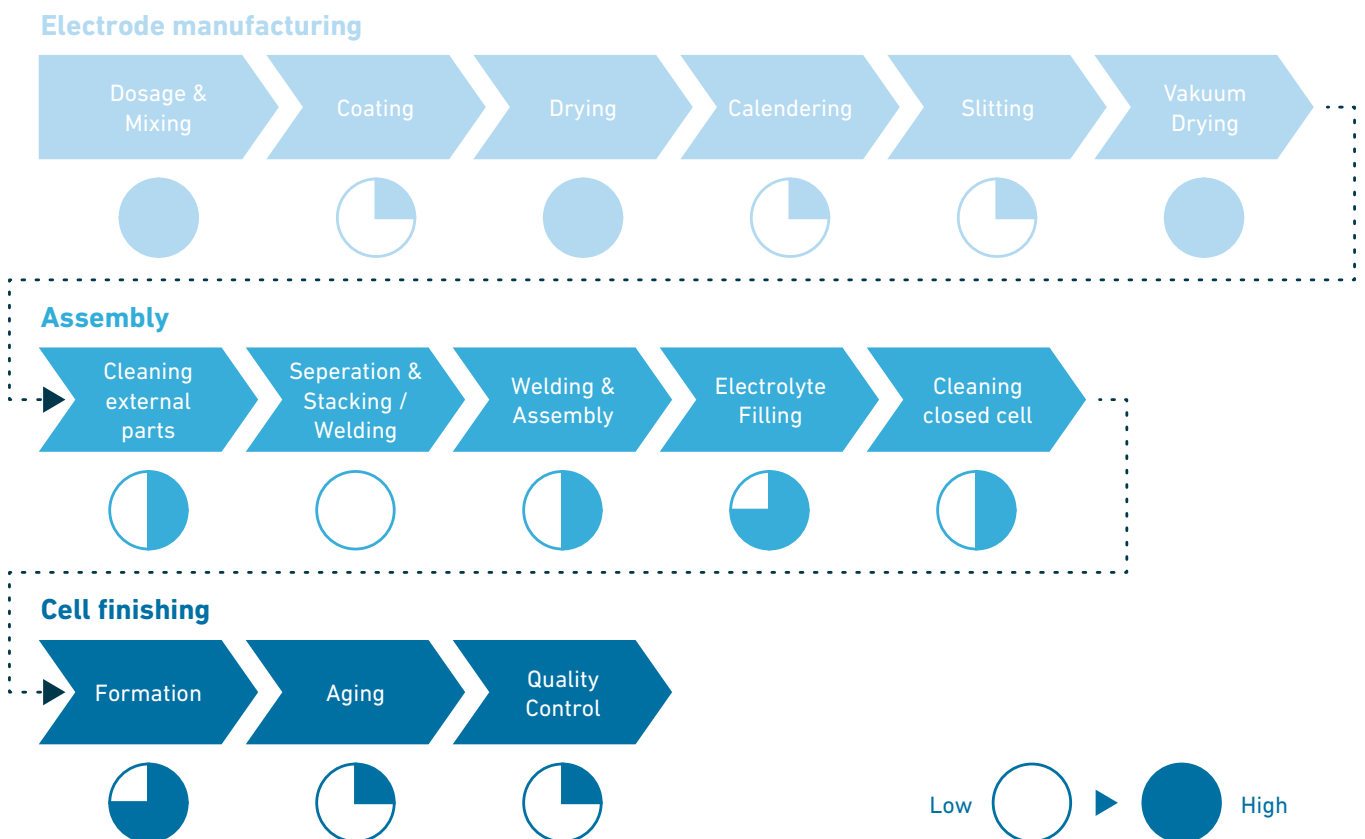 Electrode manufacturing
Dosage &
Mixing
Coating
Drying
Calendering
Slitting
Vakuum
Drying
Assembly
Cleaning
external
parts
Seperation &
Stacking /
Welding
Welding &
Assembly
Electrolyte
Filling
Cleaning
closed cell
Cell finishing
Formation
Aging
Quality
Control
Low
High